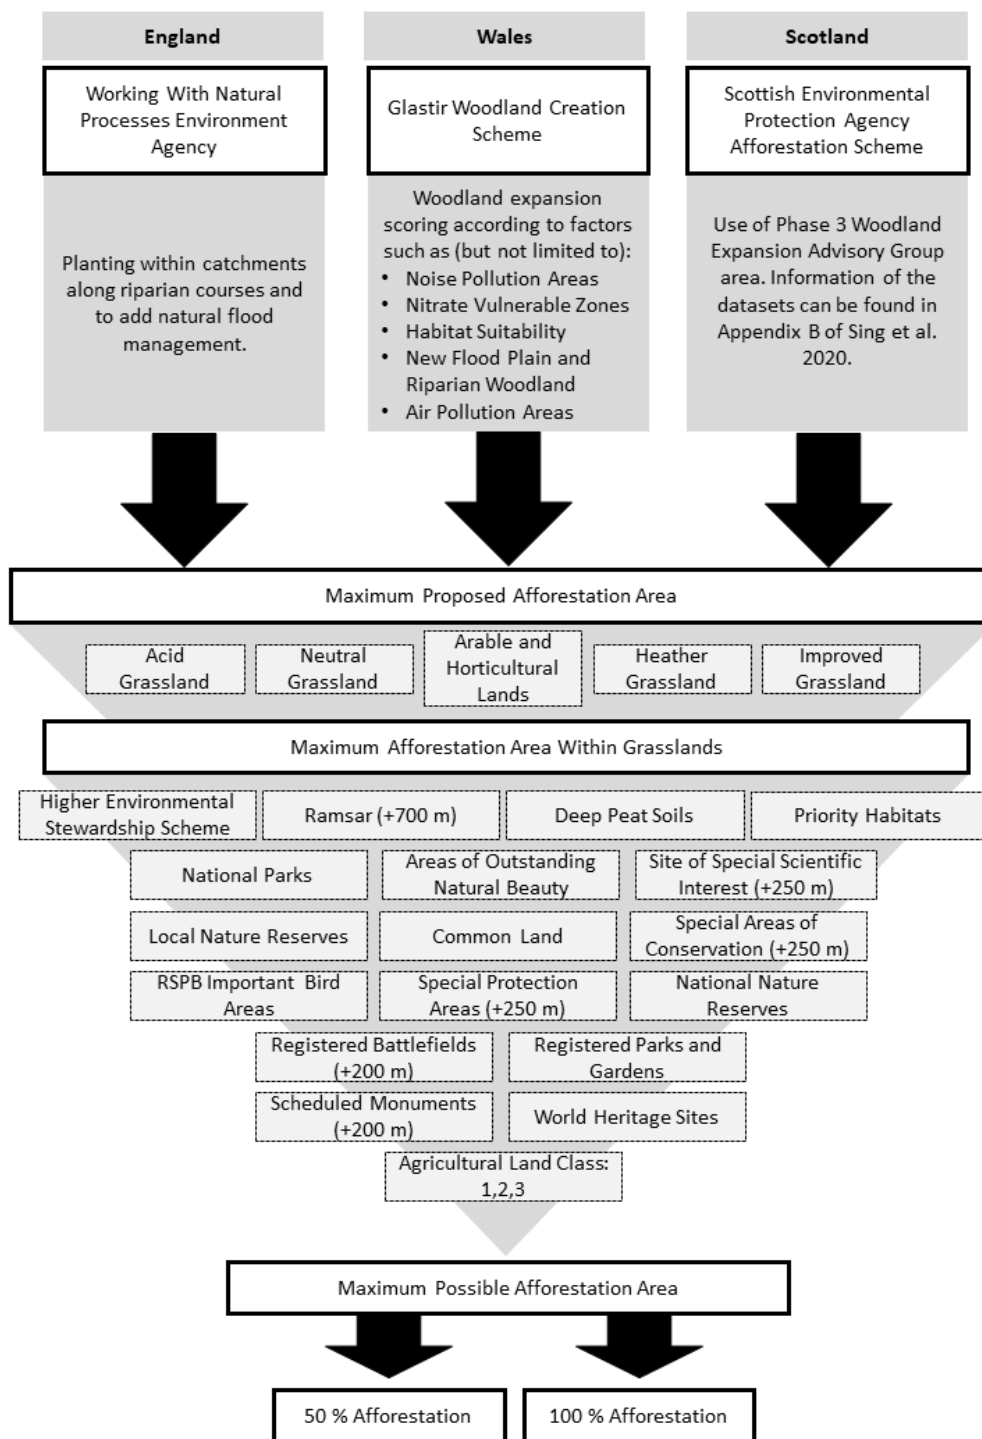 England
Wales
Scotland
Working With Natural
Processes Environment
Agency
Glastir Woodland Creation
Scheme
Scottish Environmental
Protection Agency
Afforestation Scheme
Planting within catchments
along riparian courses and
to add natural flood
management.
Woodland expansion
scoring according to factors
such as (but not limited to):
• Noise Pollution Areas
• Nitrate Vulnerable Zones
• Habitat Suitability
• New Flood Plain and
Riparian Woodland
• Air Pollution Areas
Use of Phase 3 Woodland
Expansion Advisory Group
area. Information of the
datasets can be found in
Appendix B of Sing et al.
2020.
Maximum Proposed Afforestation Area
Acid
Grassland
Neutral
Grassland
Arable and
Horticultural
Lands
Heather
Grassland
Improved
Grassland
Maximum Afforestation Area Within Grasslands
Higher Environmental
Stewardship Scheme
Ramsar (+700 m)
Deep Peat Soils
Priority Habitats
National Parks
Areas of Outstanding
Natural Beauty
Site of Special Scientific
Interest (+250 m)
Local Nature Reserves
Common Land
Special Areas of
Conservation (+250 m)
RSPB Important Bird
Areas
Special Protection
Areas (+250 m)
National Nature
Reserves
Registered Battlefields
(+200 m)
Registered Parks and
Gardens
Scheduled Monuments
(+200 m)
World Heritage Sites
Agricultural Land Class:
1,2,3
Maximum Possible Afforestation Area
50 % Afforestation
100 % Afforestation